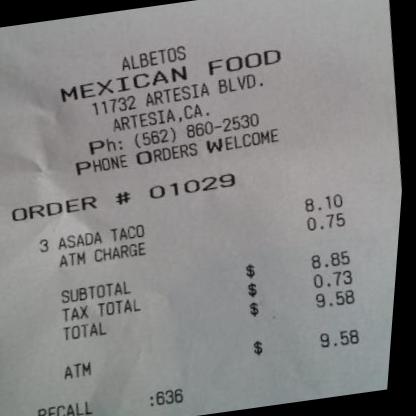 ALBETOS
MEXICAN FOOD
11732 ARTESIA BLVD.
ARTESIA,CA.
Ph: (562) 860-2530
PHONE ORDERS WELCOME
ORDER # 01029
3 ASADA TACO 8.10
ATM CHARGE 0.75
SUBTOTAL $ 8.85
TAX TOTAL $ 0.73
TOTAL $ 9.58
ATM $ 9.58
RECALL :636